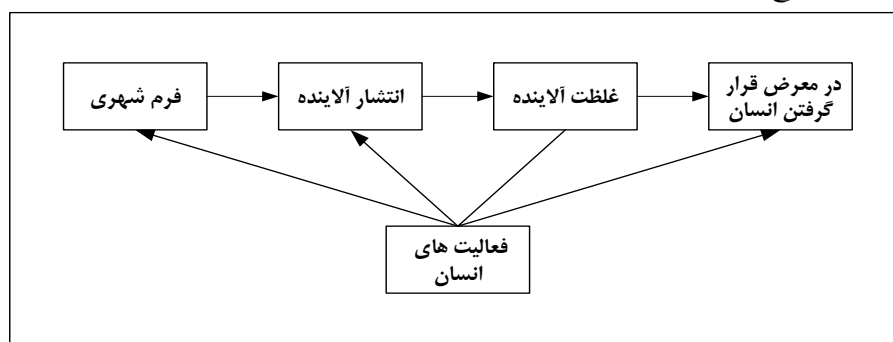 فرم شهری
انتشار آلاینده
غلظت آلاینده
در معرض قرار
گرفتن انسان
فعالیت های
انسان